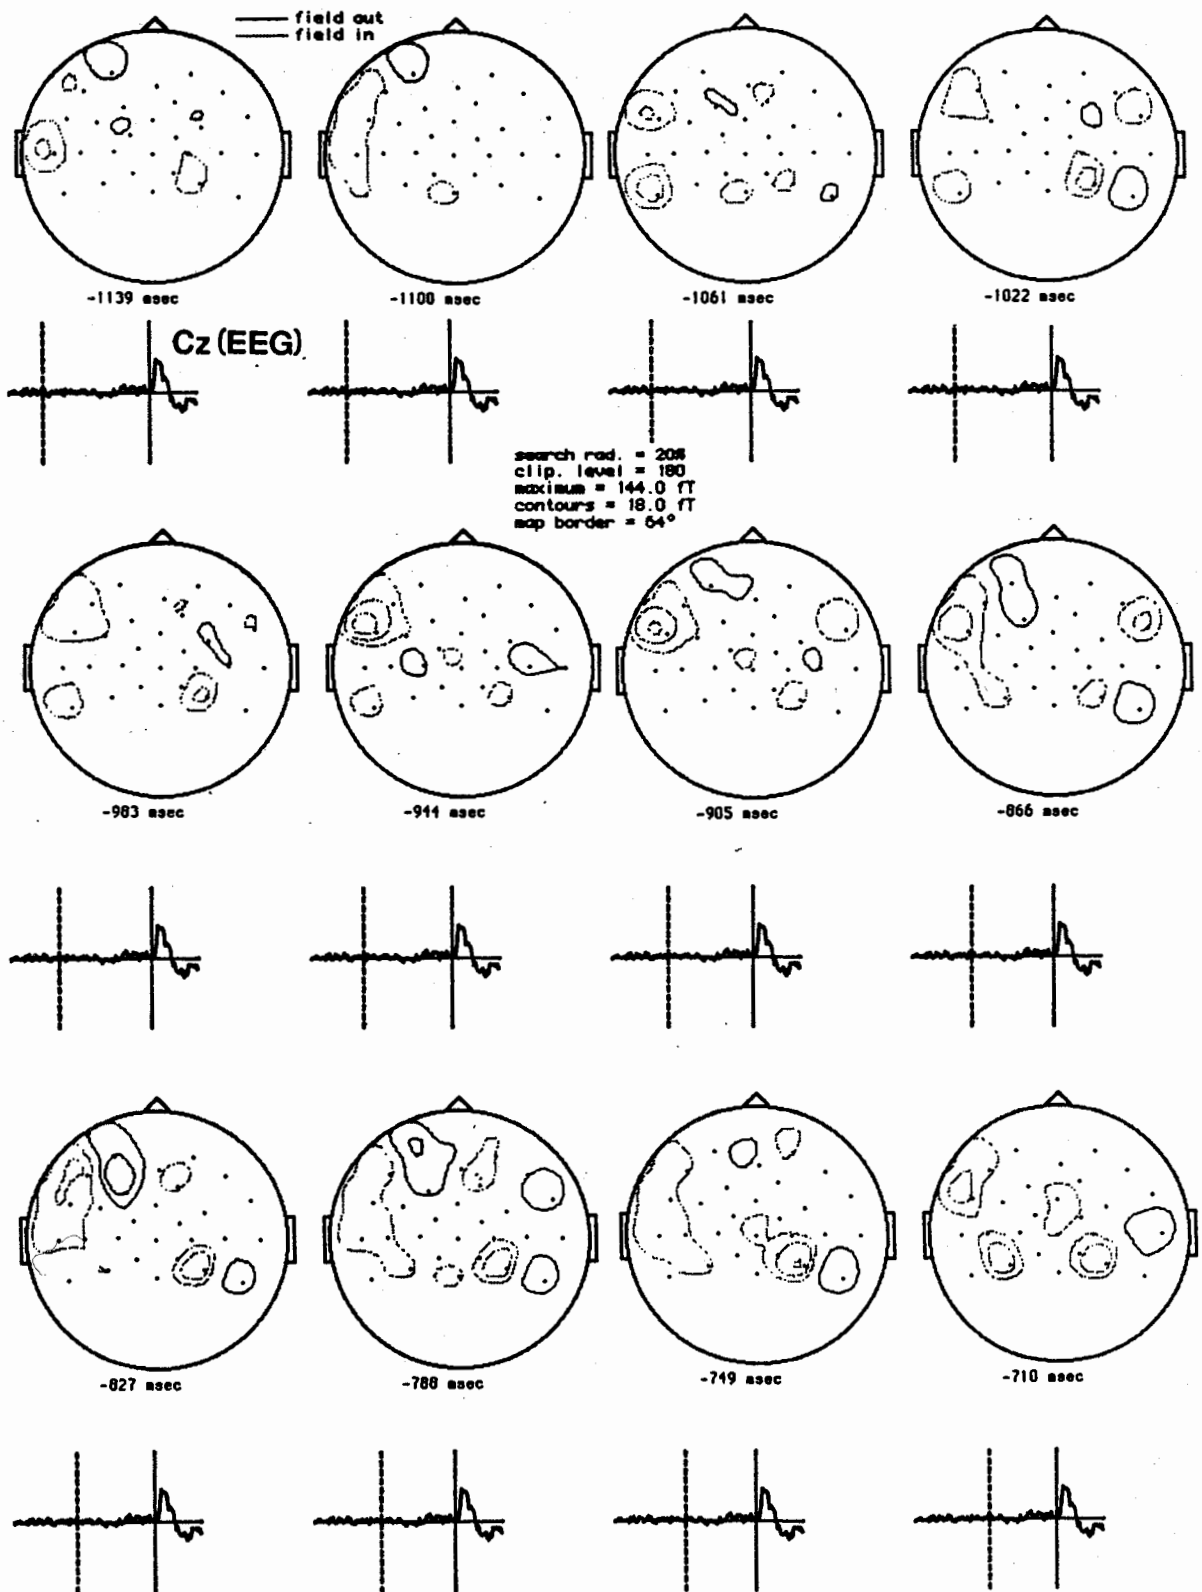 field out
field in
-1139 msec
-1100 msec
-1061 msec
-1022 msec
Cz (EEG)
search rad. = 20%
clip. level = 180
maximum = 144.0 fT
contours = 18.0 fT
map border = 64°
-983 msec
-944 msec
-905 msec
-866 msec
-827 msec
-788 msec
-749 msec
-710 msec